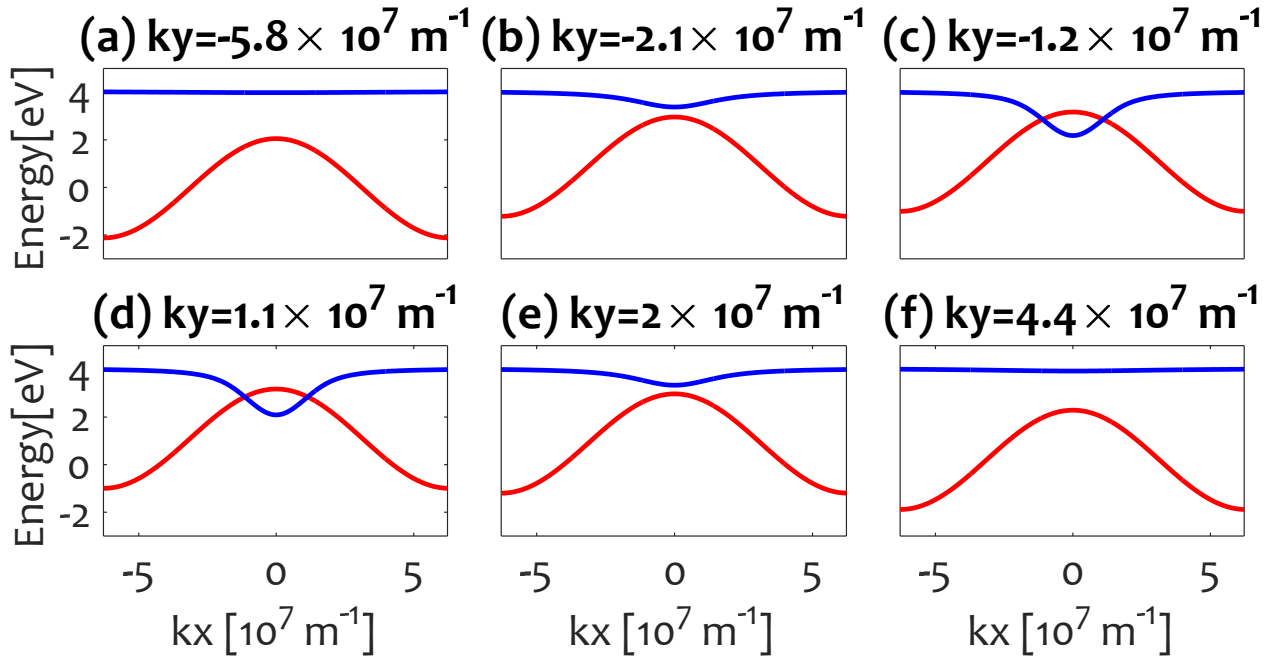 (a) ky=-5.8× 10⁷ m⁻¹
(b) ky=-2.1× 10⁷ m⁻¹
(c) ky=-1.2× 10⁷ m⁻¹
Energy[eV]
4
2
0
-2
(d) ky=1.1× 10⁷ m⁻¹
(e) ky=2× 10⁷ m⁻¹
(f) ky=4.4× 10⁷ m⁻¹
Energy[eV]
4
2
0
-2
-5 0 5
-5 0 5
-5 0 5
kx [10⁷ m⁻¹]
kx [10⁷ m⁻¹]
kx [10⁷ m⁻¹]